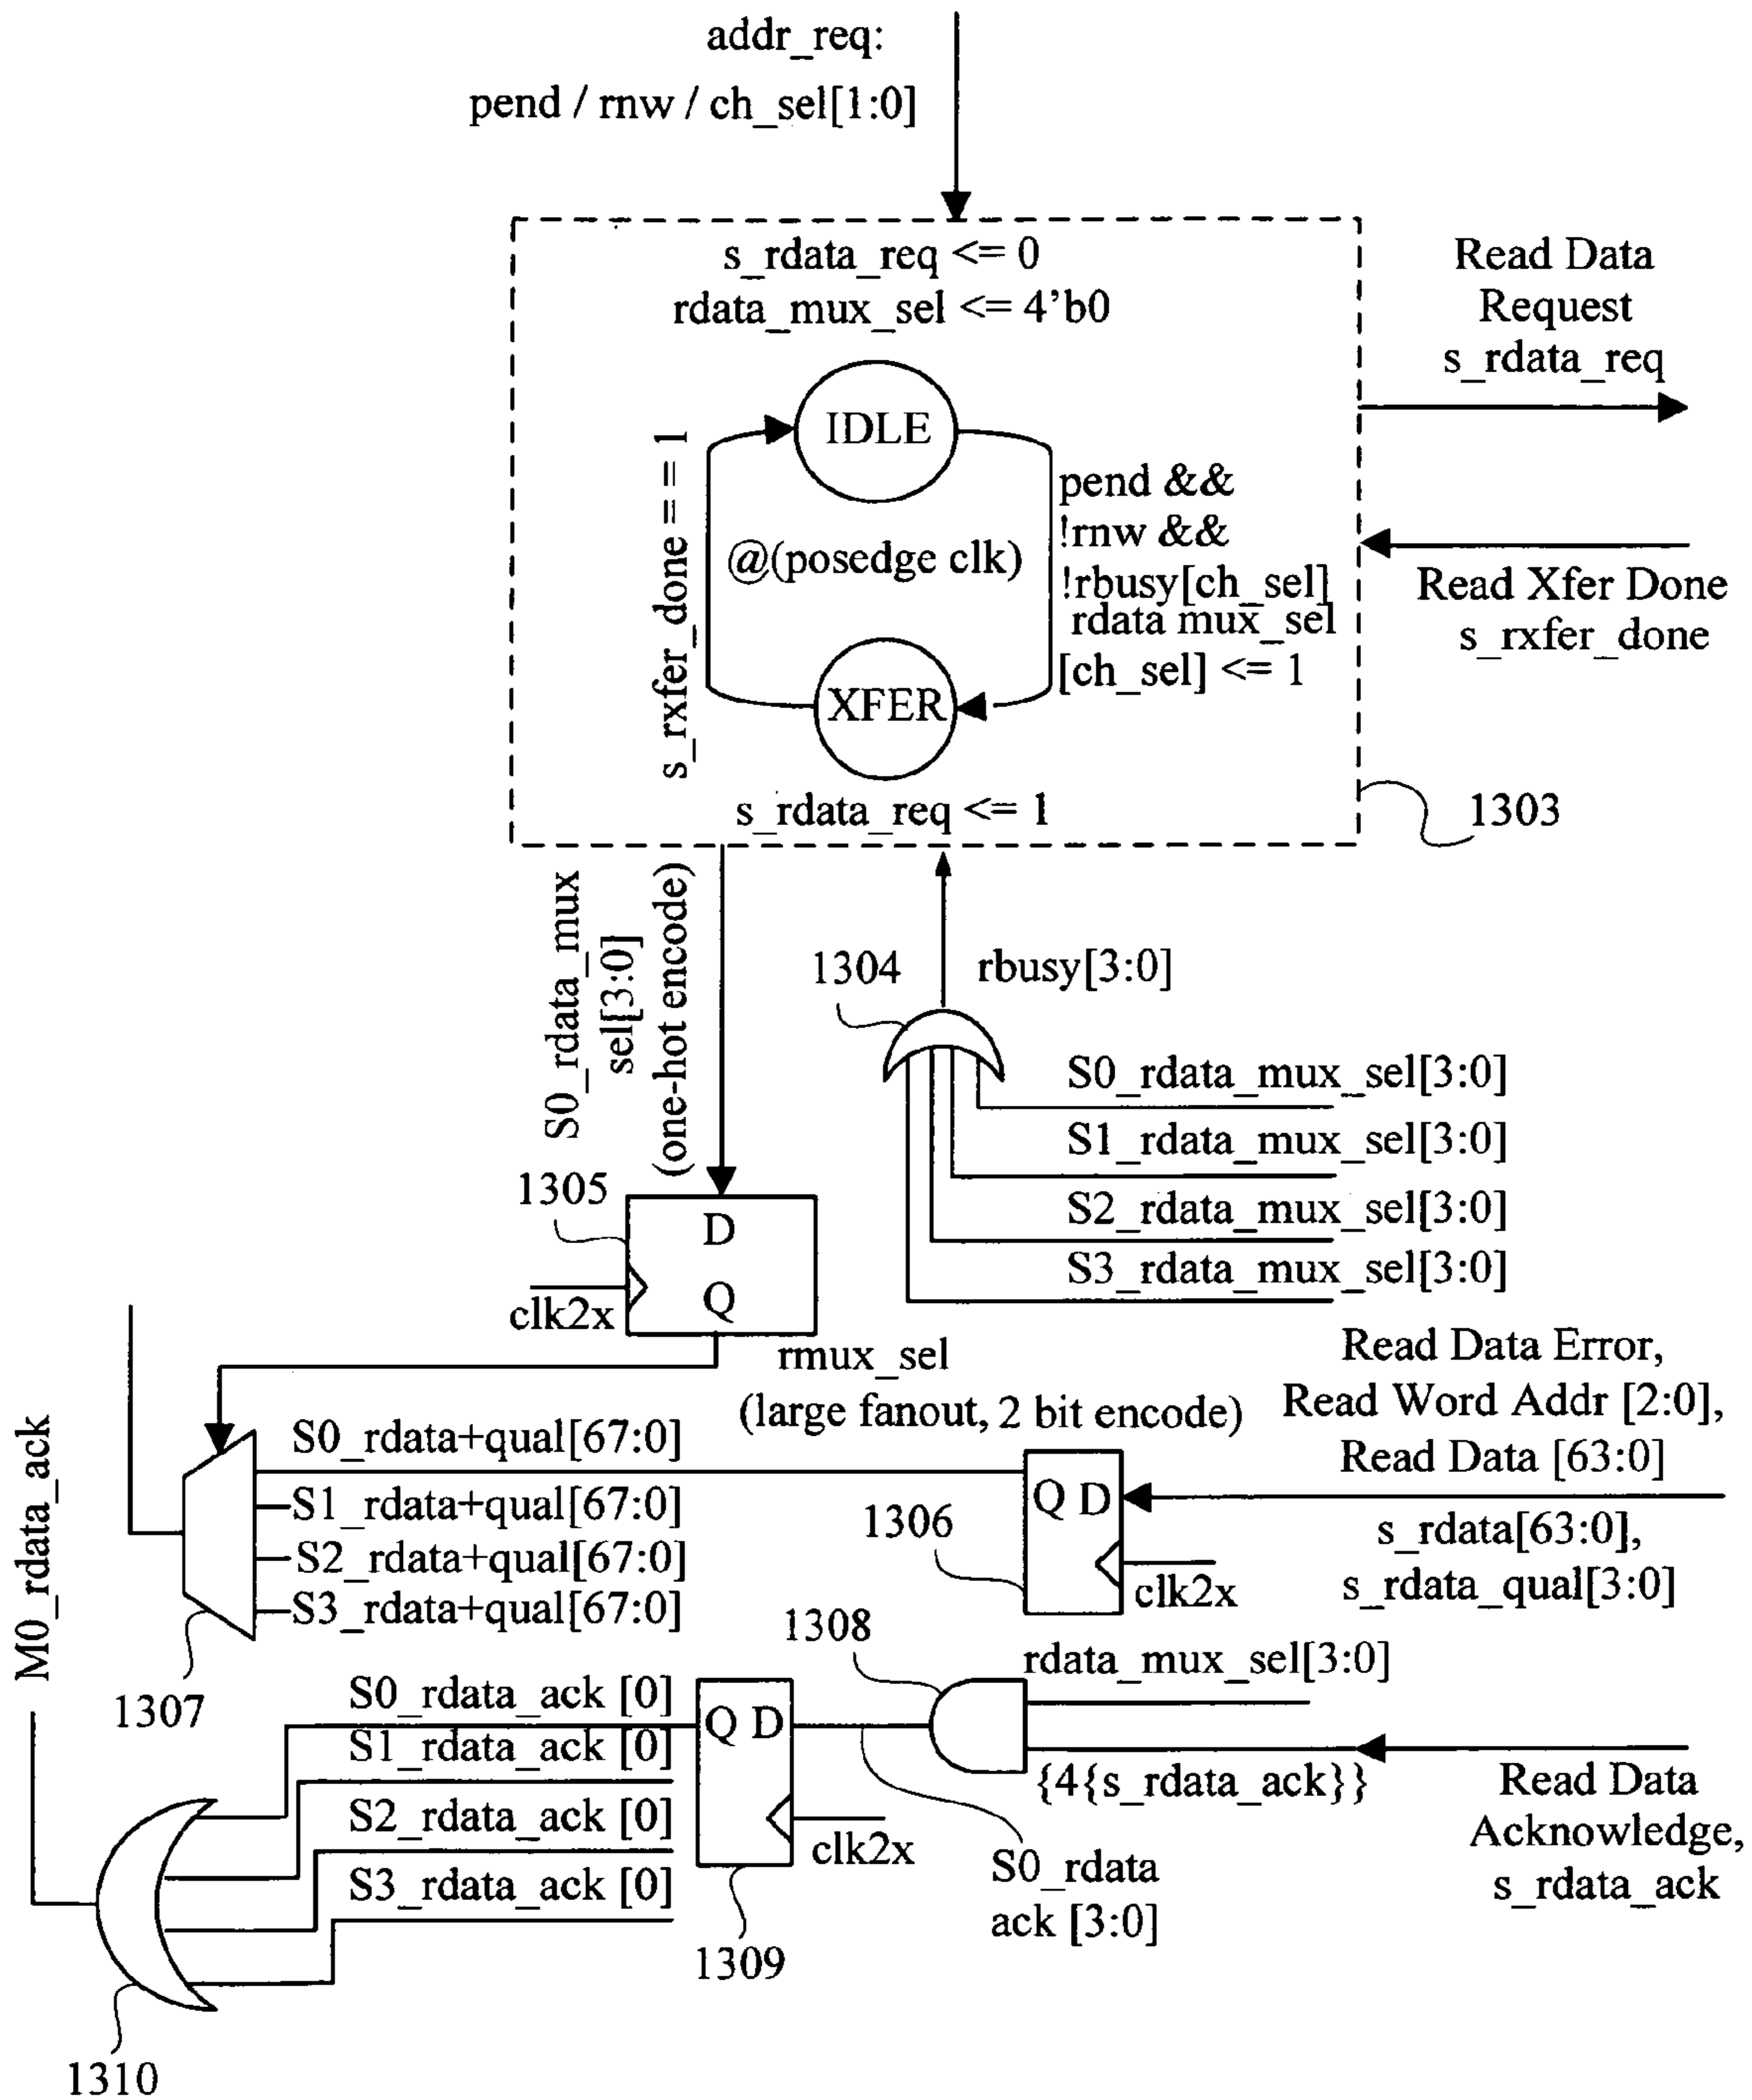 addr_req:
pend / rnw / ch_sel[1:0]
s_rdata_req <= 0
rdata_mux_sel <= 4'b0
Read Data
Request
s_rdata_req
IDLE
s_rxfer_done == = 1
@(posedge clk)
pend &&
!rnw &&
!rbusy[ch_sel]
rdata mux_sel
[ch_sel] <= 1
Read Xfer Done
s_rxfer_done
XFER
s_rdata_req <= 1
1303
S0_rdata_mux
sel[3:0]
(one-hot encode)
1304
rbusy[3:0]
S0_rdata_mux_sel[3:0]
S1_rdata_mux_sel[3:0]
S2_rdata_mux_sel[3:0]
S3_rdata_mux_sel[3:0]
1305
D
Q
clk2x
rmux_sel
(large fanout, 2 bit encode)
Read Data Error,
Read Word Addr [2:0],
Read Data [63:0]
s_rdata[63:0],
s_rdata_qual[3:0]
S0_rdata+qual[67:0]
S1_rdata+qual[67:0]
S2_rdata+qual[67:0]
S3_rdata+qual[67:0]
Q D
1306
clk2x
M0_rdata_ack
1307
1308
rdata_mux_sel[3:0]
{4{s_rdata_ack}}
Read Data
Acknowledge,
s_rdata_ack
S0_rdata_ack [0]
S1_rdata_ack [0]
S2_rdata_ack [0]
S3_rdata_ack [0]
Q D
clk2x
S0_rdata
ack [3:0]
1309
1310